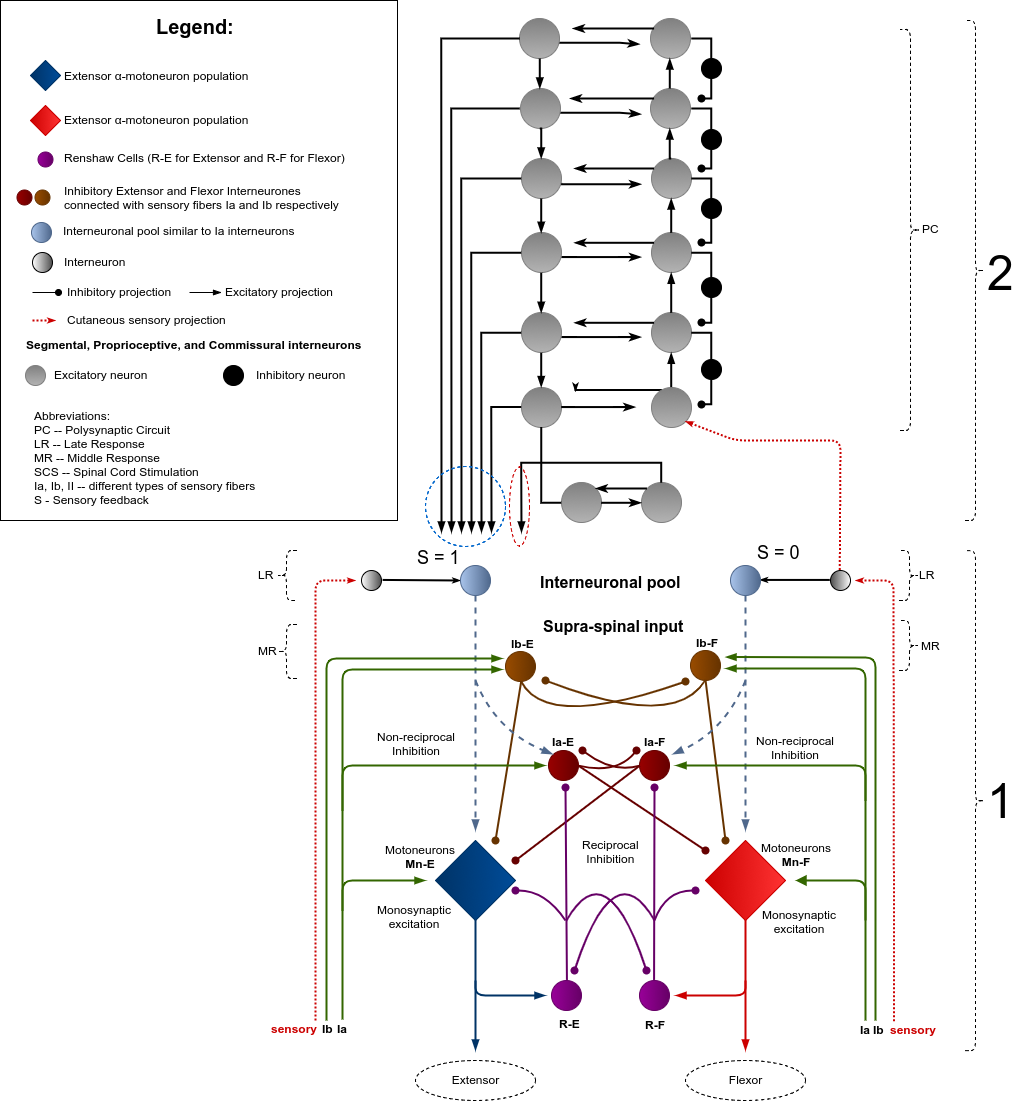 Legend:
Extensor α-motoneuron population
Extensor α-motoneuron population
Renshaw Cells (R-E for Extensor and R-F for Flexor)
Inhibitory Extensor and Flexor Interneurones
connected with sensory fibers Ia and Ib respectively
Interneuronal pool similar to Ia interneurons
Interneuron
Inhibitory projection
Excitatory projection
Cutaneous sensory projection
Segmental, Proprioceptive, and Commissural interneurons
Excitatory neuron
Inhibitory neuron
Abbreviations:
PC -- Polysynaptic Circuit
LR -- Late Response
MR -- Middle Response
SCS -- Spinal Cord Stimulation
Ia, Ib, II -- different types of sensory fibers
S - Sensory feedback
PC
2
S = 1
S = 0
LR
Interneuronal pool
LR
Supra-spinal input
MR
Ib-E
Ib-F
MR
Non-reciprocal
Inhibition
Ia-E
Ia-F
Non-reciprocal
Inhibition
1
Motoneurons
Mn-E
Reciprocal
Inhibition
Motoneurons
Mn-F
Monosynaptic
excitation
Monosynaptic
excitation
R-E
R-F
sensory Ib Ia
Ia Ib sensory
Extensor
Flexor